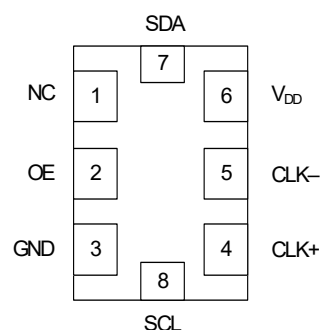 SDA
7
NC 1 6 VDD
OE 2 5 CLK–
GND 3 4 CLK+
8
SCL